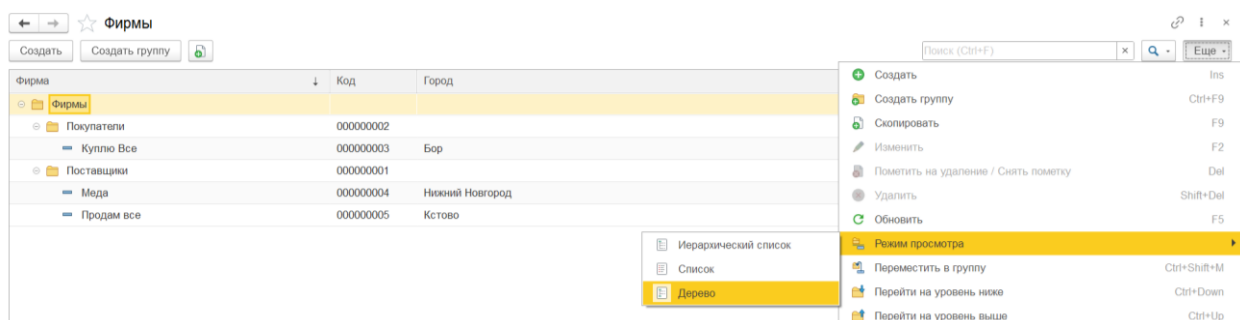 Фирмы
Создать Создать группу Поиск (Ctrl+F) × Еще
Фирма ↓ Код Город
Фирмы
Покупатели 000000002
Куплю Все 000000003 Бор
Поставщики 000000001
Меда 000000004 Нижний Новгород
Продам все 000000005 Кстово
Создать Ins
Создать группу Ctrl+F9
Скопировать F9
Изменить F2
Пометить на удаление / Снять пометку Del
Удалить Shift+Del
Обновить F5
Режим просмотра
Переместить в группу Ctrl+Shift+M
Перейти на уровень ниже Ctrl+Down
Перейти на уровень выше Ctrl+Up
Иерархический список
Список
Дерево